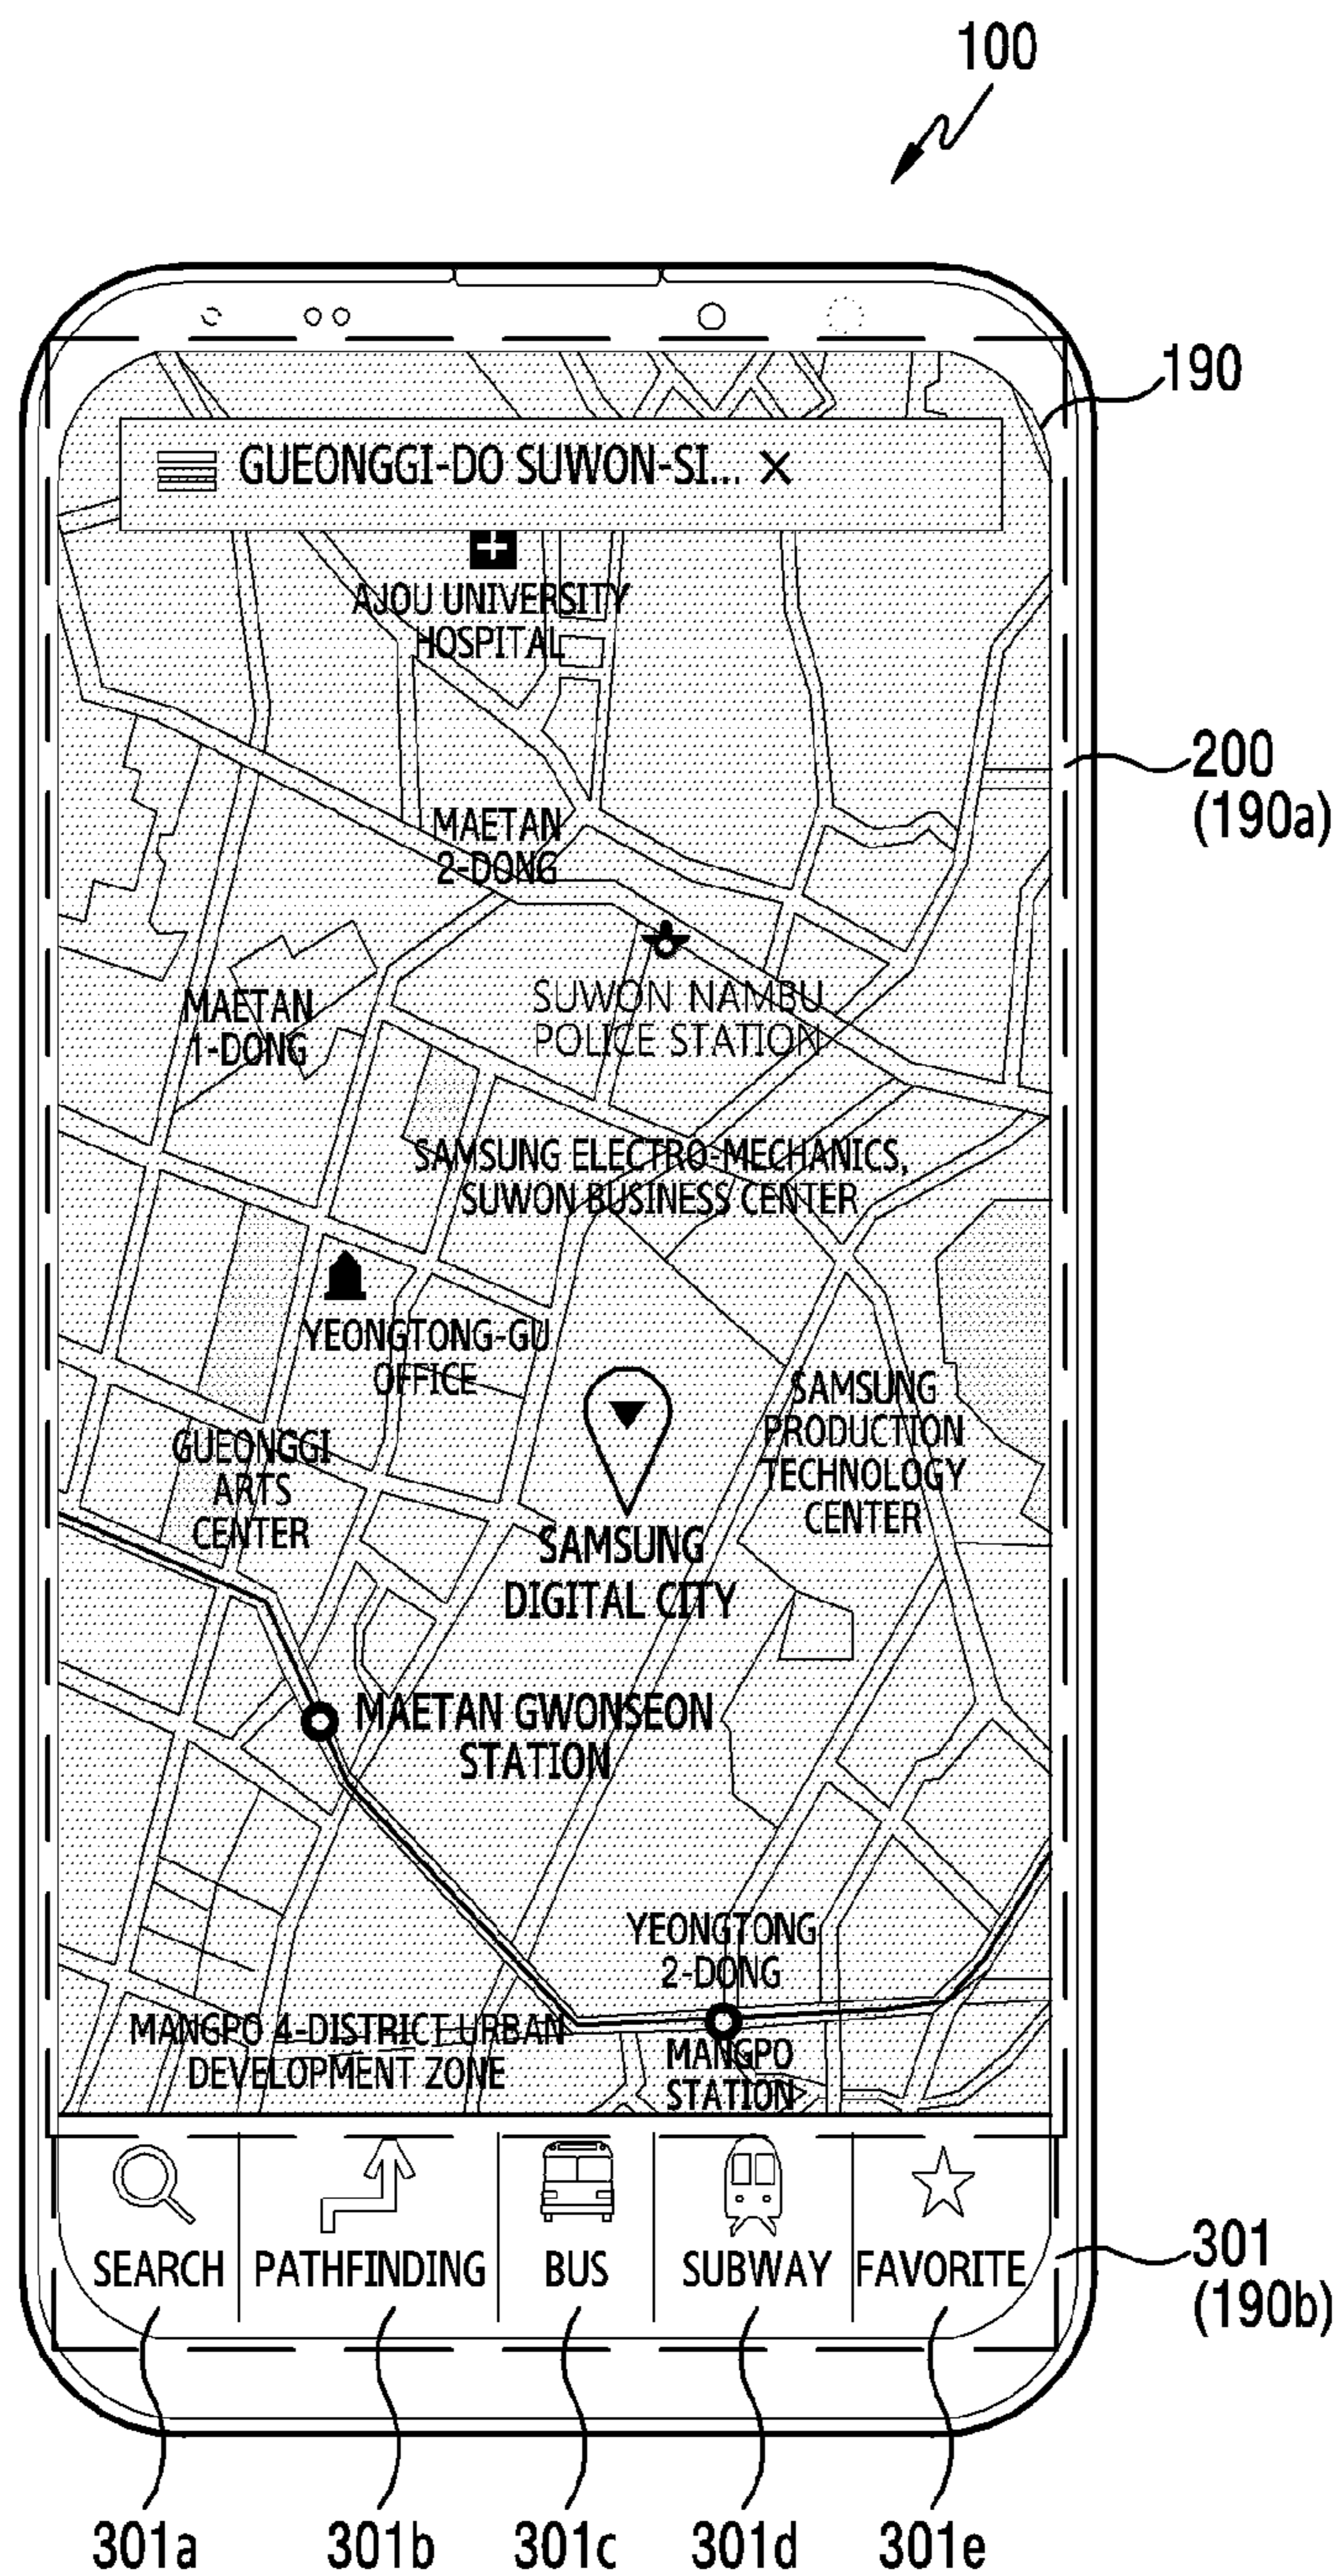 100
190
GUEONGGI-DO SUWON-SI... X
AJOU UNIVERSITY
HOSPITAL
200
(190a)
MAETAN
2-DONG
SUWON NAMBU
POLICE STATION
MAETAN
1-DONG
SAMSUNG ELECTRO-MECHANICS,
SUWON BUSINESS CENTER
YEONGTONG-GU
OFFICE
SAMSUNG
PRODUCTION
TECHNOLOGY
CENTER
GUEONGGI
ARTS
CENTER
SAMSUNG
DIGITAL CITY
MAETAN GWONSEON
STATION
YEONGTONG
2-DONG
MANGPO 4-DISTRICT URBAN
DEVELOPMENT ZONE
MANGPO
STATION
SEARCH PATHFINDING BUS SUBWAY FAVORITE
301
(190b)
301a 301b 301c 301d 301e